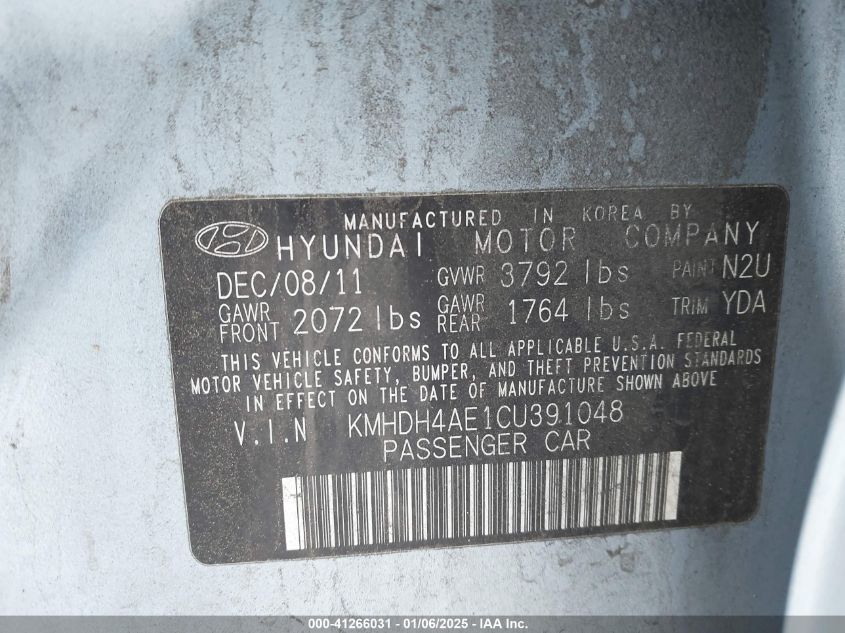 MANUFACTURED IN KOREA BY
HYUNDAI MOTOR COMPANY
DEC/08/11 GVWR 3792 lbs PAINT N2U
GAWR FRONT 2072 lbs GAWR REAR 1764 lbs TRIM YDA
THIS VEHICLE CONFORMS TO ALL APPLICABLE U.S.A. FEDERAL
MOTOR VEHICLE SAFETY, BUMPER, AND THEFT PREVENTION STANDARDS
IN EFFECT ON THE DATE OF MANUFACTURE SHOWN ABOVE.
V.I.N KMHDH4AE1CU391048
PASSENGER CAR
000-41266031 - 01/06/2025 - IAA Inc.